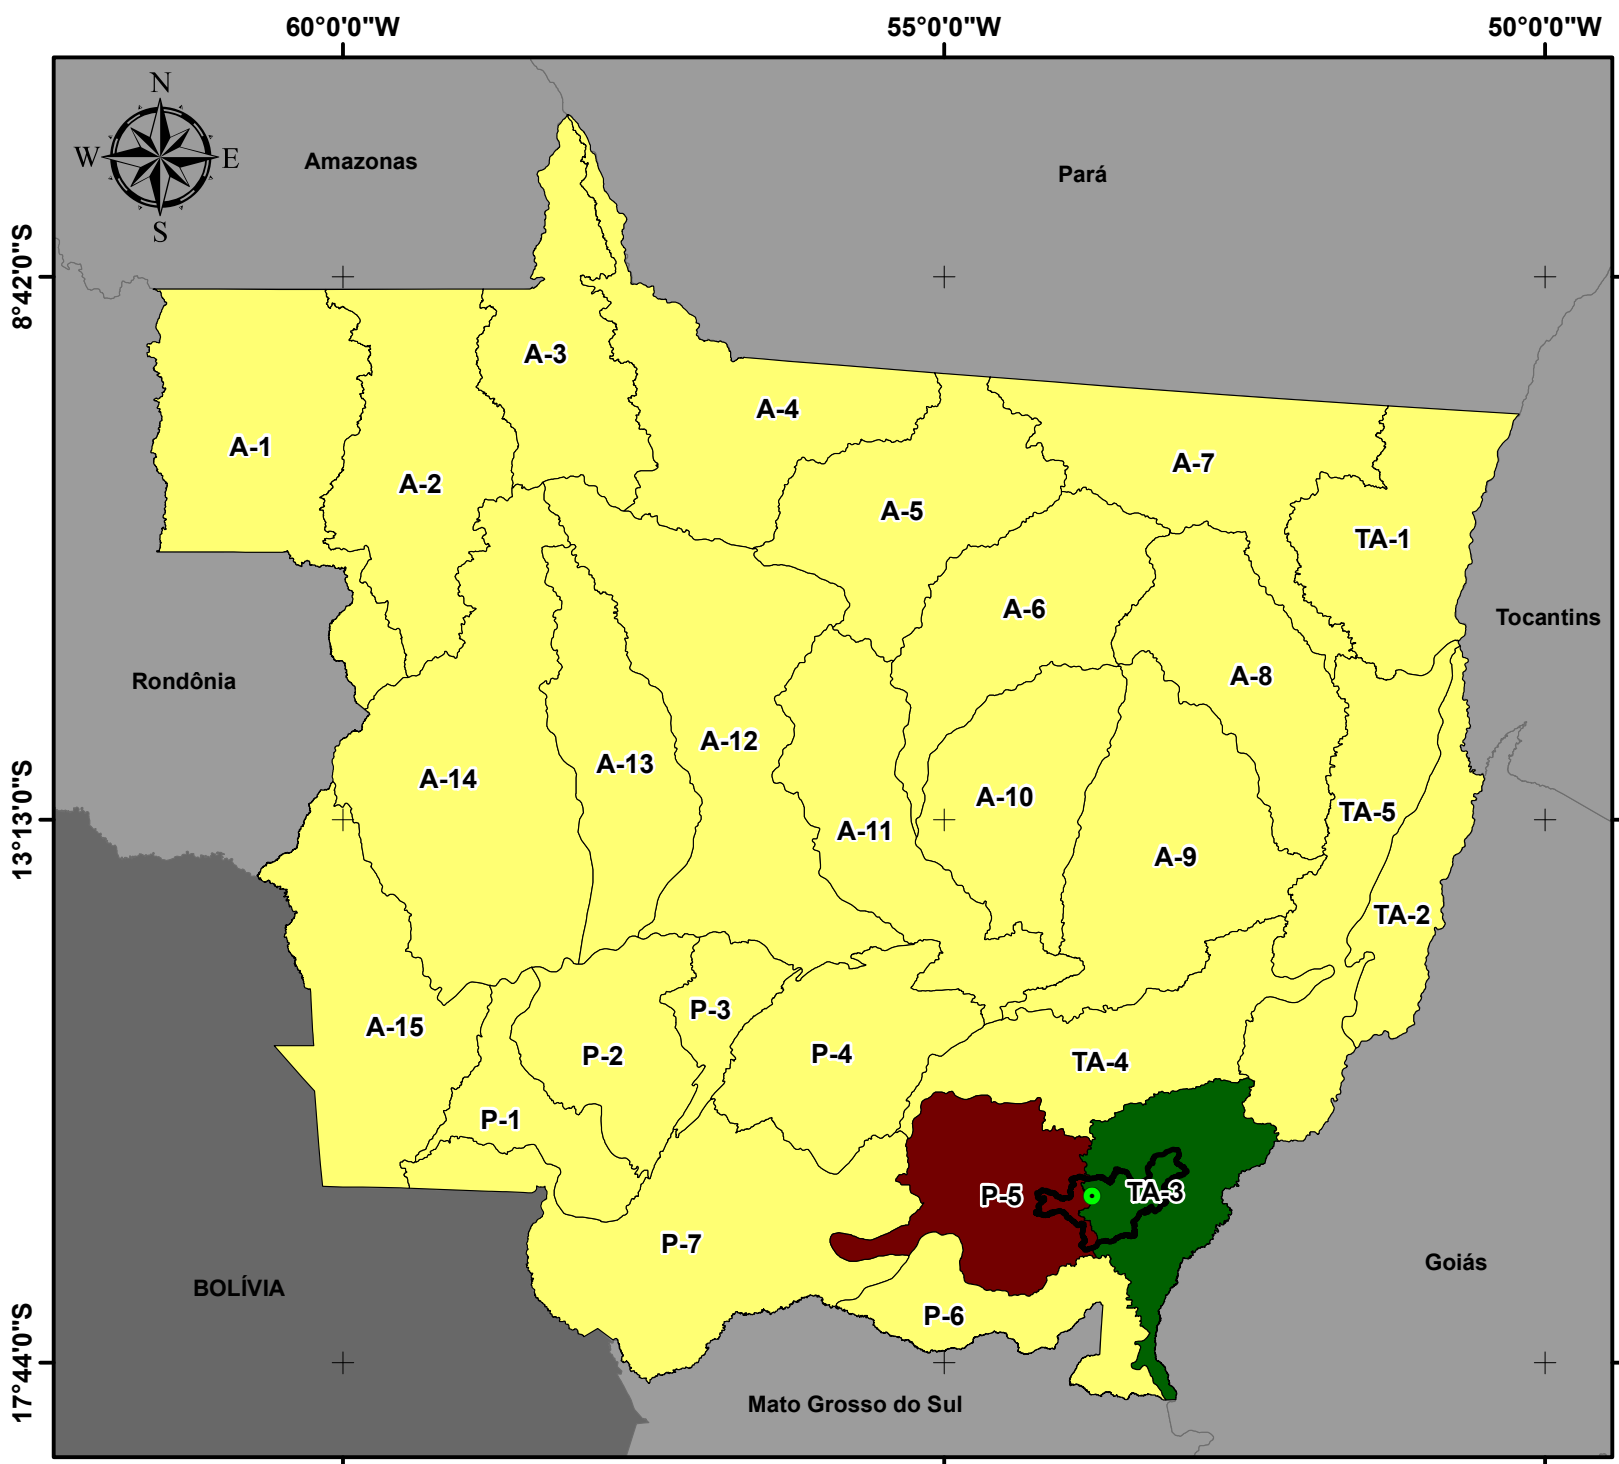 60°0'0"W
55°0'0"W
50°0'0"W
N
W
E
S
Amazonas
Pará
8°42'0"S
A-3
A-4
A-1
A-7
A-2
A-5
TA-1
A-6
Tocantins
Rondônia
A-8
A-12
A-13
A-14
A-10
TA-5
13°13'0"S
A-11
A-9
TA-2
P-3
A-15
P-4
P-2
TA-4
P-1
P-5
TA-3
P-7
Goiás
BOLÍVIA
P-6
17°44'0"S
Mato Grosso do Sul